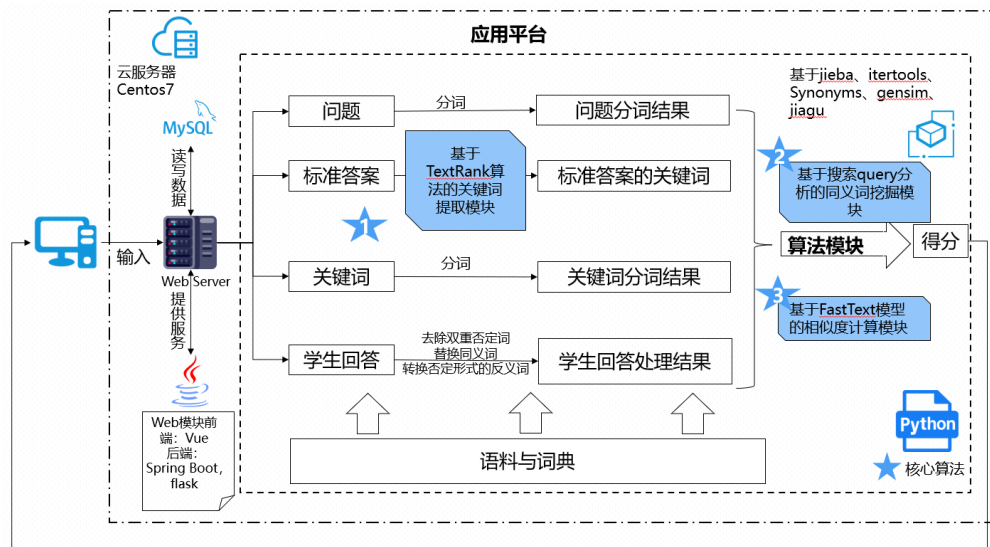 应用平台
云服务器
Centos7
MySQL
读写数据
输入
Web Server
提供服务
Java
Web模块前
端：Vue
后端：
Spring Boot，
flask
问题
分词
问题分词结果
标准答案
基于
TextRank算
法的关键词
提取模块
标准答案的关键词
1
关键词
分词
关键词分词结果
学生回答
去除双重否定词
替换同义词
转换否定形式的反义词
学生回答处理结果
语料与词典
基于jieba、itertools、
Synonyms、gensim、
jiagu
2
基于搜索query分
析的同义词挖掘模
块
算法模块
得分
3
基于FastText模型
的相似度计算模块
Python
核心算法